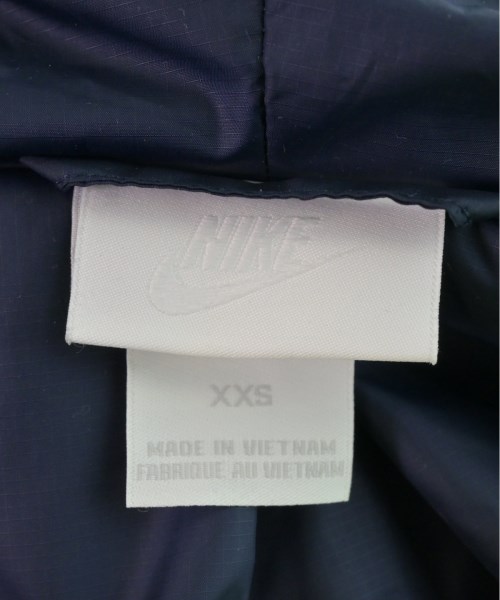 NIKE
XXS
MADE IN VIETNAM
FABRIQUE AU VIETNAM